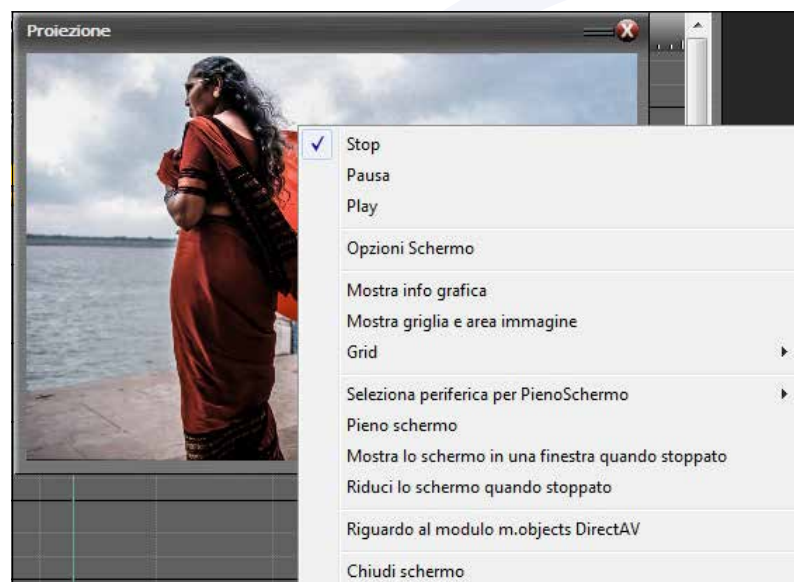 Proiezione
Stop
Pausa
Play
Opzioni Schermo
Mostra info grafica
Mostra griglia e area immagine
Grid
Seleziona periferica per PienoSchermo
Pieno schermo
Mostra lo schermo in una finestra quando stoppato
Riduci lo schermo quando stoppato
Riguardo al modulo m.objects DirectAV
Chiudi schermo